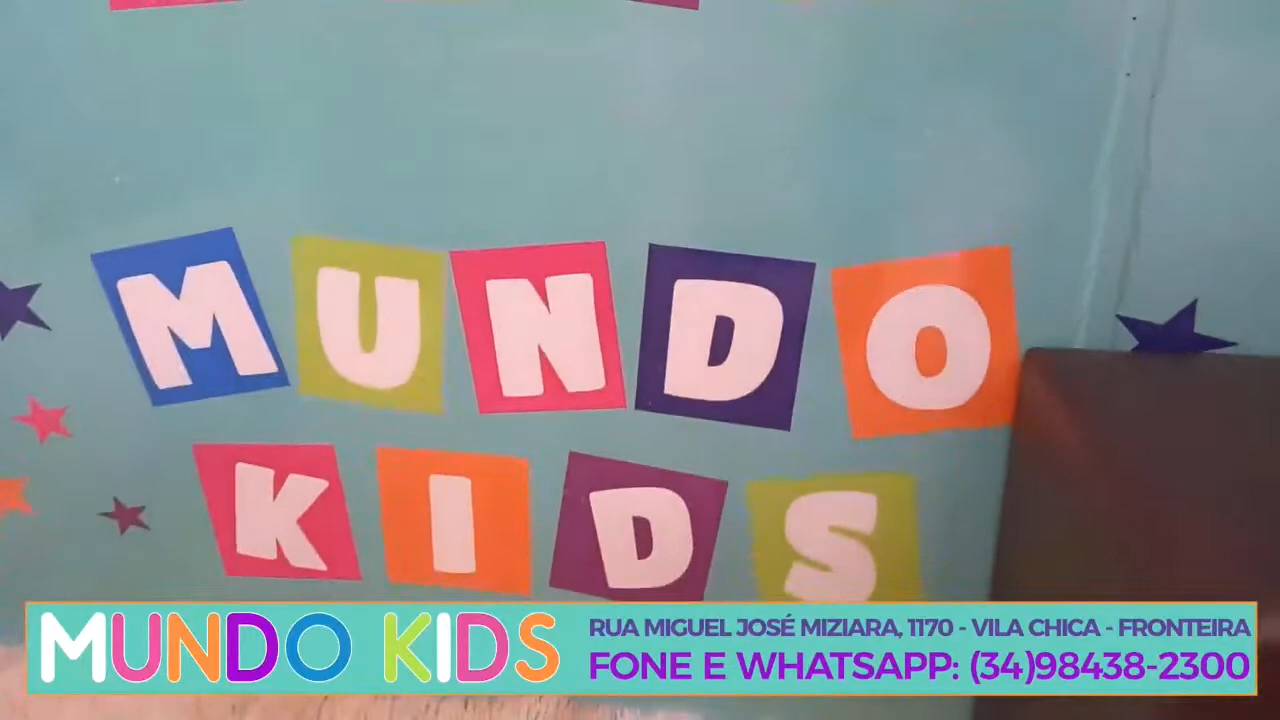 MUNDO
KIDS
MUNDO KIDS
RUA MIGUEL JOSÉ MIZIARA, 1170 - VILA CHICA - FRONTEIRA
FONE E WHATSAPP: (34)98438-2300